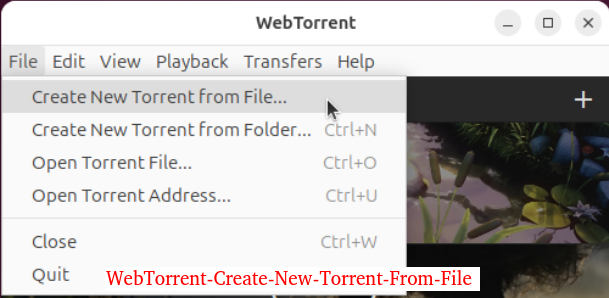 WebTorrent
File Edit View Playback Transfers Help
Create New Torrent from File...
Create New Torrent from Folder... Ctrl+N
Open Torrent File... Ctrl+O
Open Torrent Address... Ctrl+U
Close Ctrl+W
Quit
WebTorrent-Create-New-Torrent-From-File